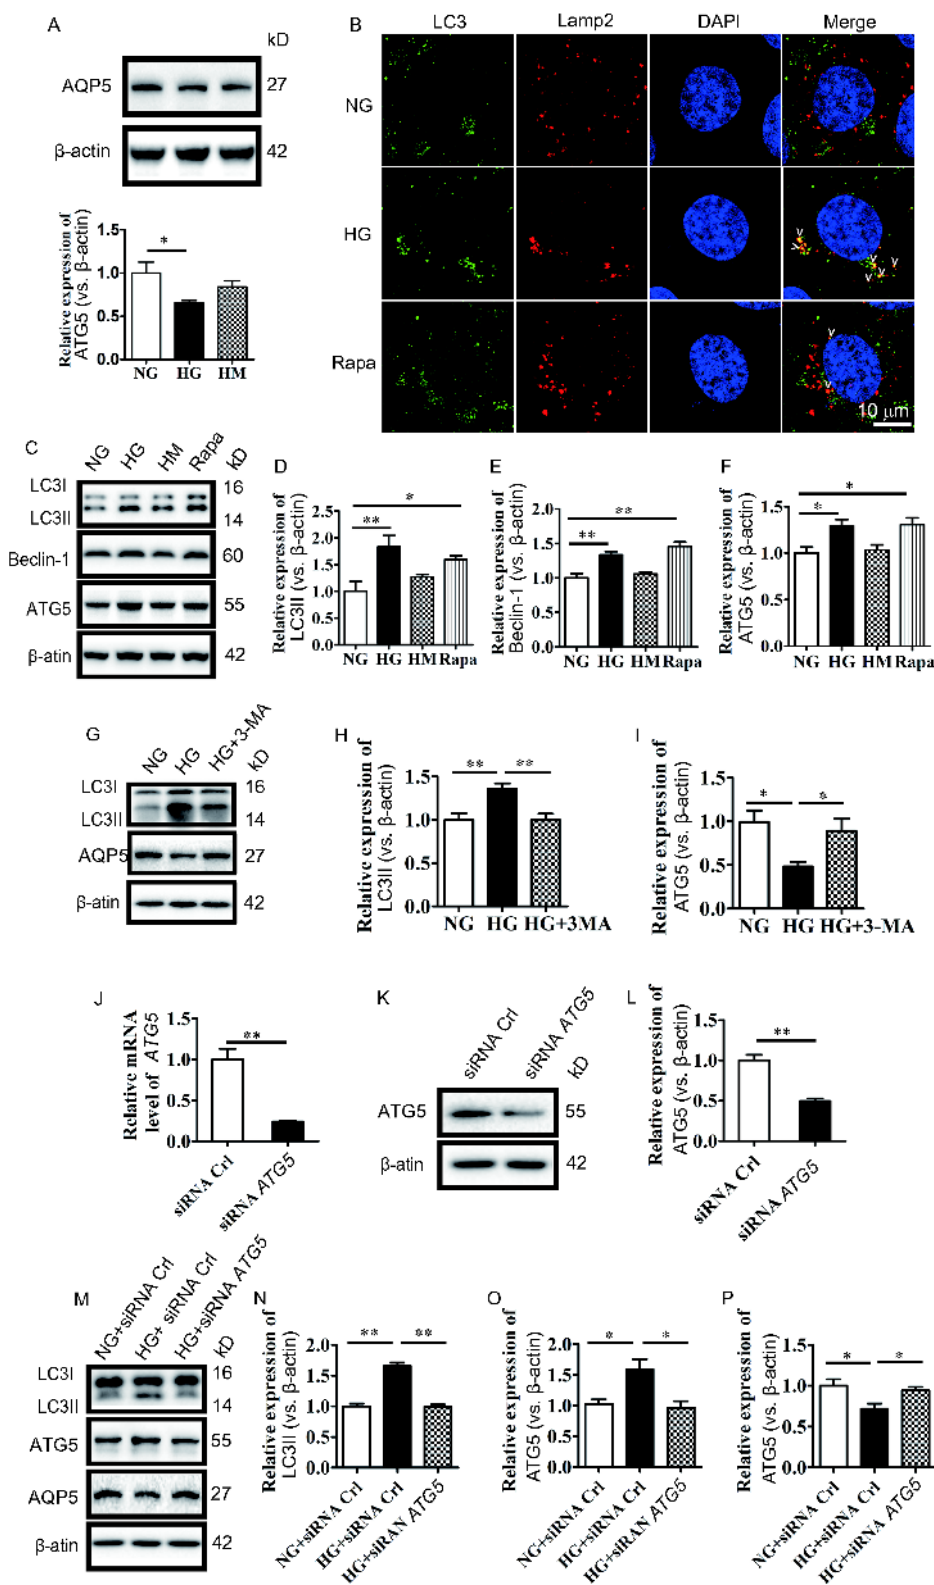 A
kD
AQP5
27
β-actin
42
Relative expression of
ATG5 (vs. β-actin)
1.5
1.0
0.5
0.0
*
NG HG HM
B
LC3 Lamp2 DAPI Merge
NG
HG
Rapa
10 μm
C
NG HG HM Rapa kD
LC3I 16
LC3II 14
Beclin-1 60
ATG5 55
β-atin 42
D
Relative expression of
LC3II (vs. β-actin)
2.5
2.0
1.5
1.0
0.5
0.0
*
**
NG HG HM Rapa
E
Relative expression of
Beclin-1 (vs. β-actin)
2.0
1.5
1.0
0.5
0.0
**
**
NG HG HM Rapa
F
Relative expression of
ATG5 (vs. β-actin)
1.5
1.0
0.5
0.0
*
*
NG HG HM Rapa
G
NG HG HG+3-MA kD
LC3I 16
LC3II 14
AQP5 27
β-atin 42
H
Relative expression of
LC3II (vs. β-actin)
1.5
1.0
0.5
0.0
** **
NG HG HG+3MA
I
Relative expression of
ATG5 (vs. β-actin)
1.5
1.0
0.5
0.0
* *
NG HG HG+3-MA
J
Relative mRNA
level of ATG5
1.5
1.0
0.5
0.0
**
siRNA Crl
siRNA ATG5
K
siRNA Crl siRNA ATG5 kD
ATG5 55
β-atin 42
L
Relative expression of
ATG5 (vs. β-actin)
1.5
1.0
0.5
0.0
**
siRNA Crl
siRNA ATG5
M
NG+siRNA Crl
HG+ siRNA Crl
HG+siRNA ATG5
kD
LC3I 16
LC3II 14
ATG5 55
AQP5 27
β-atin 42
N
Relative expression of
LC3II (vs. β-actin)
2.0
1.5
1.0
0.5
0.0
** **
NG+siRNA Crl
HG+siRNA Crl
HG+siRAN ATG5
O
Relative expression of
ATG5 (vs. β-actin)
2.0
1.5
1.0
0.5
0.0
* *
NG+siRNA Crl
HG+siRNA Crl
HG+siRAN ATG5
P
Relative expression of
ATG5 (vs. β-actin)
1.5
1.0
0.5
0.0
* *
NG+siRNA Crl
HG+siRNA Crl
HG+siRNA ATG5